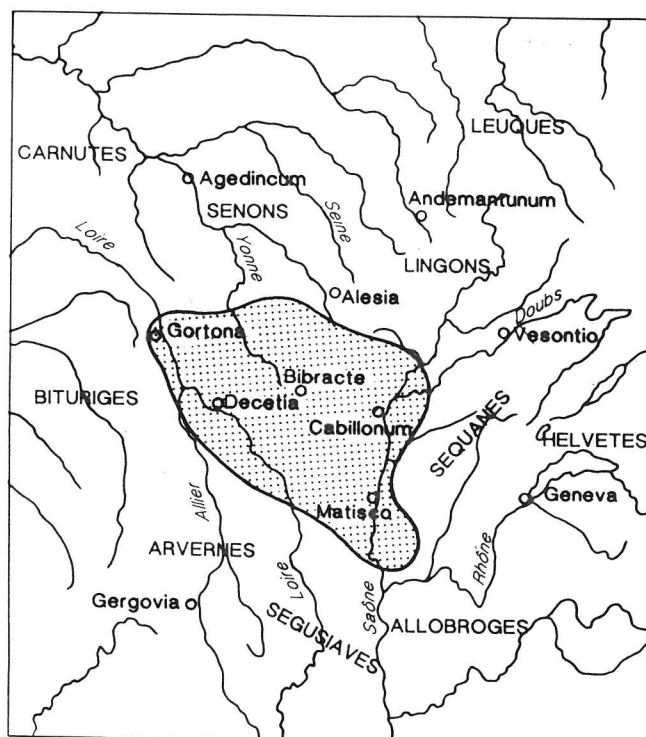 LEUQUES
CARNUTES
Agedincum
Andemantunum
SENONS
Seine
Loire
Yonne
LINGONS
Alesia
Doubs
Gortona
Vesontio
Bibracte
BITURIGES
Decetia
Cabillonum
SEQUANES
HELVETES
Matisco
Geneva
Allier
ARVERNES
Rhône
Loire
Saône
Gergovia
SEGUSIAVES
ALLOBROGES